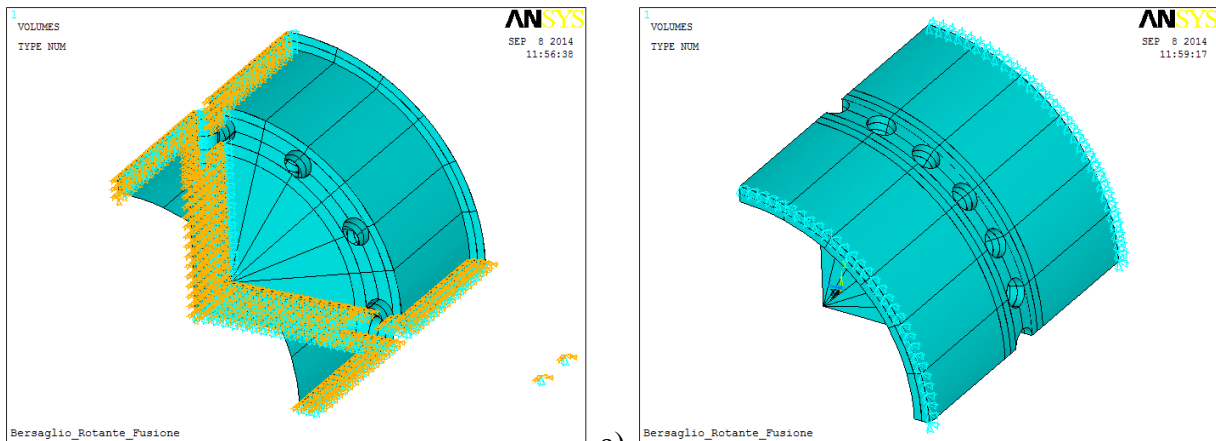 1
VOLUMES
TYPE NUM
ANSYS
SEP 8 2014
11:56:38
Bersaglio_Rotante_Fusione
a)
1
VOLUMES
TYPE NUM
ANSYS
SEP 8 2014
11:59:17
Bersaglio_Rotante_Fusione